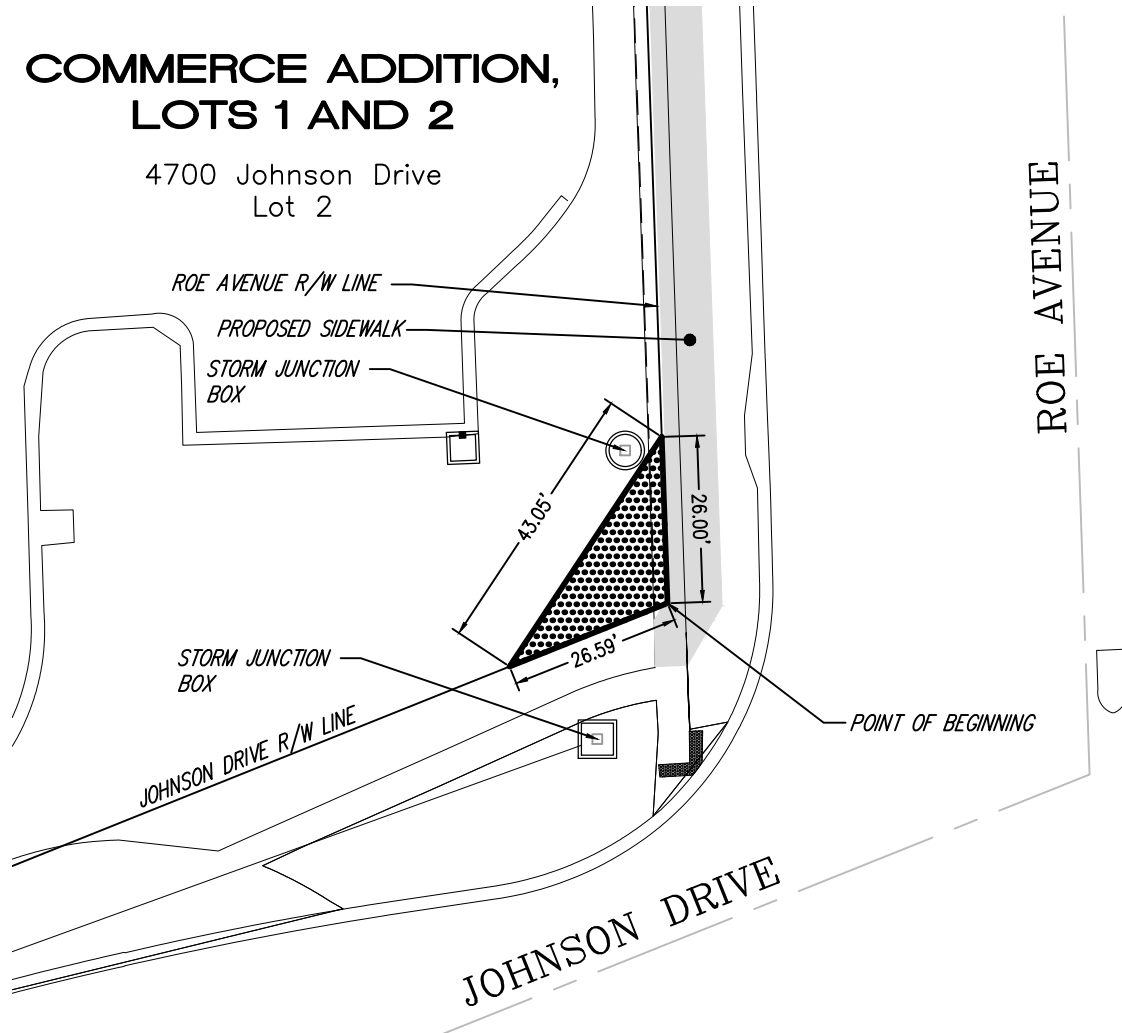 COMMERCE ADDITION,
LOTS 1 AND 2
4700 Johnson Drive
Lot 2
ROE AVENUE R/W LINE
PROPOSED SIDEWALK
STORM JUNCTION
BOX
43.05'
26.00'
26.59'
STORM JUNCTION
BOX
POINT OF BEGINNING
JOHNSON DRIVE R/W LINE
ROE AVENUE
JOHNSON DRIVE